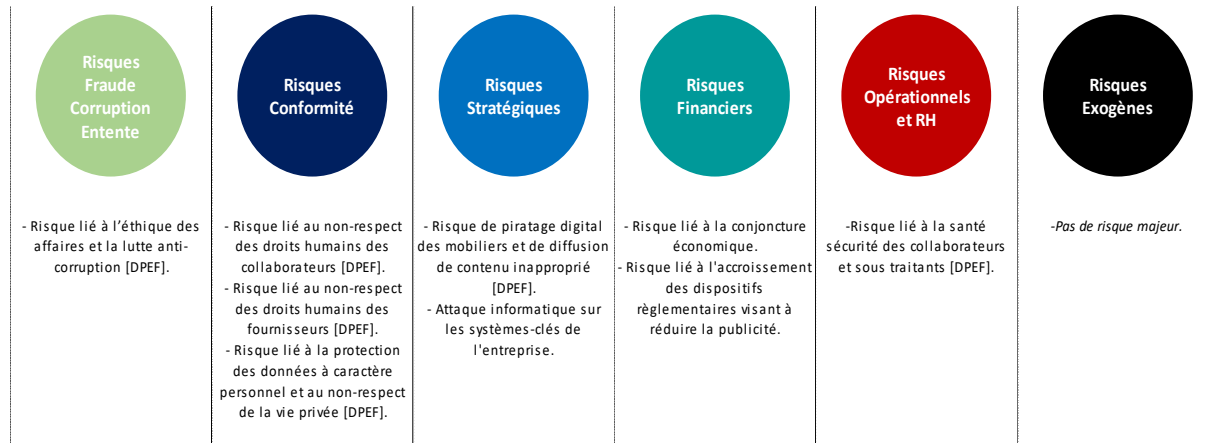 Risques
Fraude
Corruption
Entente
- Risque lié à l’éthique des
affaires et la lutte anti-
corruption [DPEF].
Risques
Conformité
- Risque lié au non-respect
des droits humains des
collaborateurs [DPEF].
- Risque lié au non-respect
des droits humains des
fournisseurs [DPEF].
- Risque lié à la protection
des données à caractère
personnel et au non-respect
de la vie privée [DPEF].
Risques
Stratégiques
- Risque de piratage digital
des mobiliers et de diffusion
de contenu inapproprié
[DPEF].
- Attaque informatique sur
les systèmes-clés de
l'entreprise.
Risques
Financiers
- Risque lié à la conjoncture
économique.
- Risque lié à l'accroissement
des dispositifs
règlementaires visant à
réduire la publicité.
Risques
Opérationnels
et RH
-Risque lié à la santé
sécurité des collaborateurs
et sous traitants [DPEF].
Risques
Exogènes
-Pas de risque majeur.